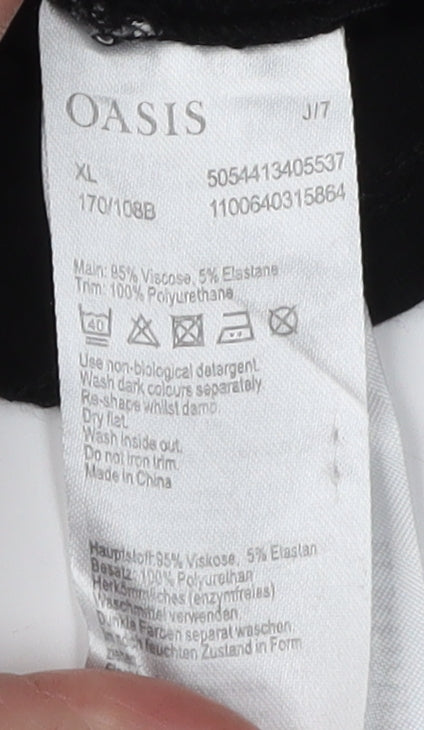 OASIS
J/7
XL
5054413405537
170/108B
1100640315864
Main: 95% Viscose, 5% Elastane
Trim: 100% Polyurethane
40
Use non-biological detergent.
Wash dark colours separately.
Re-shape whilst damp.
Dry flat.
Wash inside out.
Do not iron trim.
Made in China
Hauptstoff:95% Viskose, 5% Elastan
Besatz: 100% Polyurethan
Herkömmliches (enzymfreies)
Waschmittel verwenden.
Dunkle Farben separat waschen.
feuchten Zustand in Form